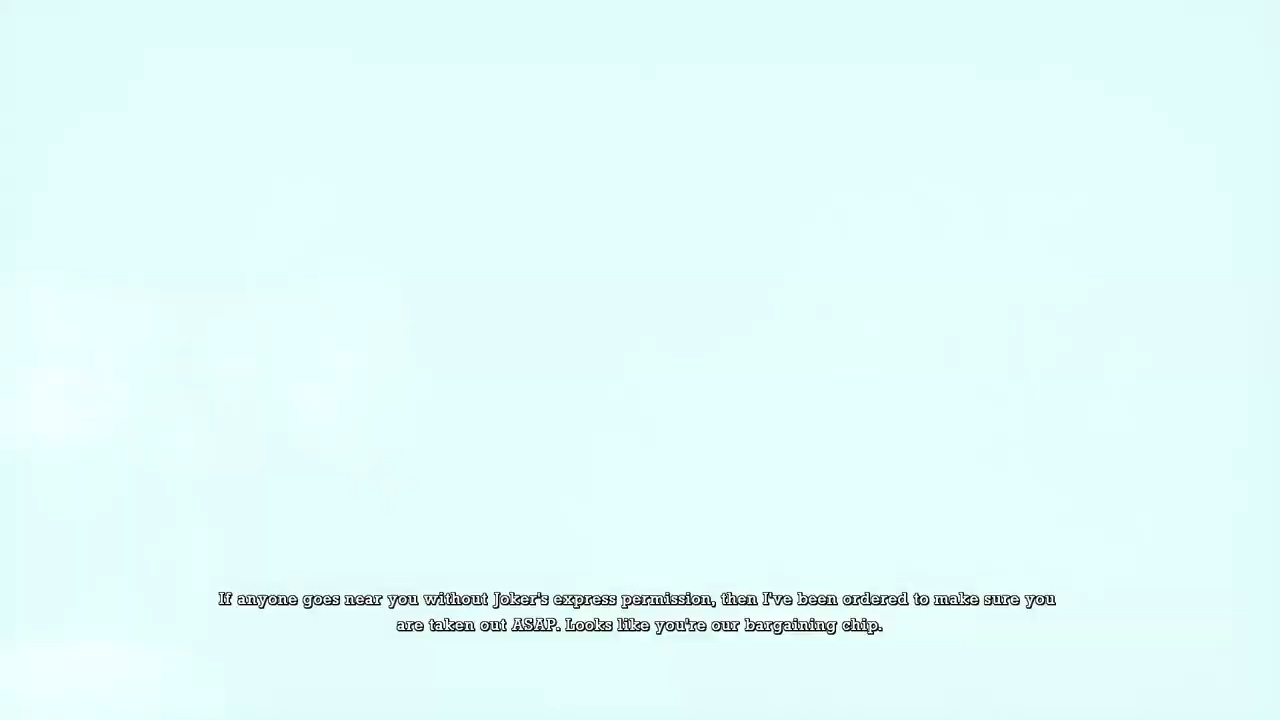 If anyone goes near you without Joker's express permission, then I've been ordered to make sure you
are taken out ASAP. Looks like you're our bargaining chip.